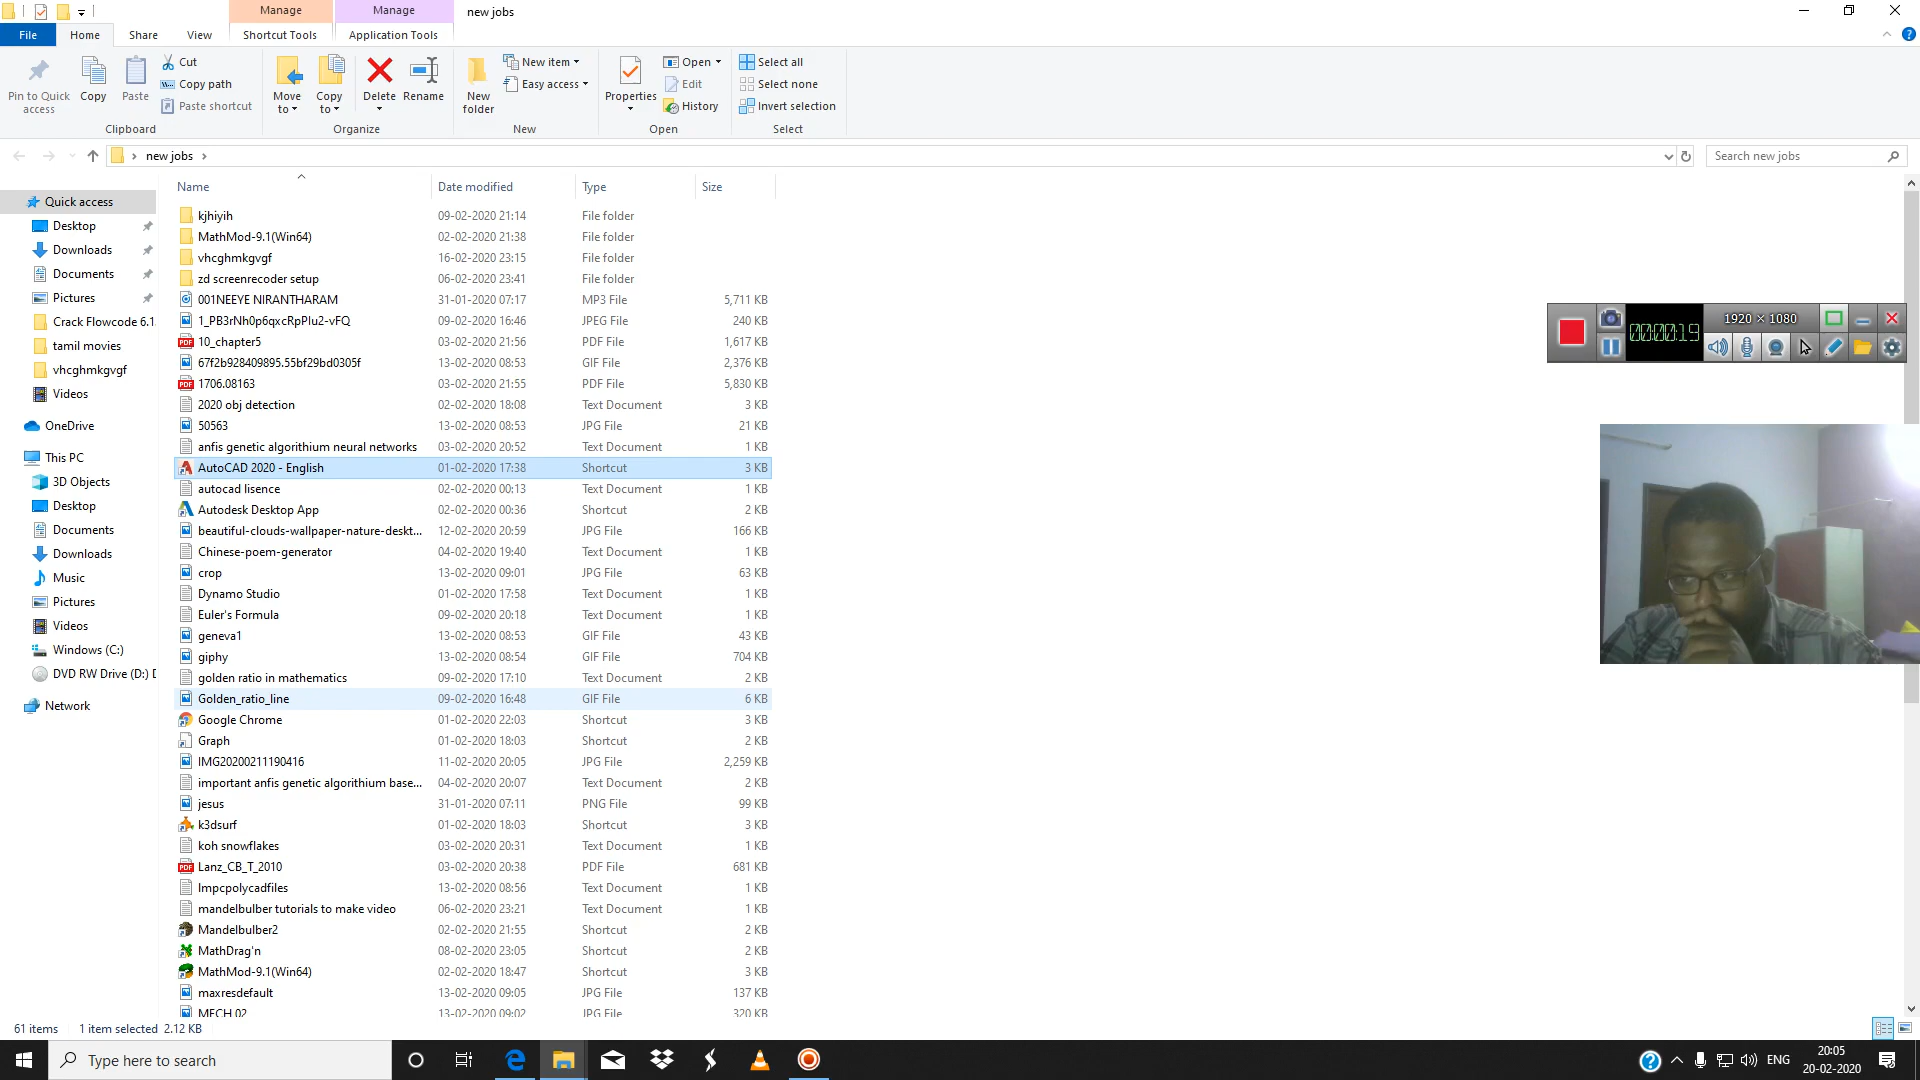 Manage
Manage
new jobs
File
Home
Share
View
Shortcut Tools
Application Tools
Pin to Quick access
Copy
Paste
Cut
Copy path
Paste shortcut
Clipboard
Move to
Copy to
Delete
Rename
Organize
New folder
New item
Easy access
New
Properties
Open
Edit
History
Open
Select all
Select none
Invert selection
Select
new jobs
Search new jobs
Name
Date modified
Type
Size
Quick access
Desktop
Downloads
Documents
Pictures
Crack Flowcode 6.1.
tamil movies
vhcghmkgvgf
Videos
OneDrive
This PC
3D Objects
Desktop
Documents
Downloads
Music
Pictures
Videos
Windows (C:)
DVD RW Drive (D:) D
Network
kjhiyih 09-02-2020 21:14 File folder
MathMod-9.1(Win64) 02-02-2020 21:38 File folder
vhcghmkgvgf 16-02-2020 23:15 File folder
zd screenrecoder setup 06-02-2020 23:41 File folder
001NEEYE NIRANTHARAM 31-01-2020 07:17 MP3 File 5,711 KB
1_PB3rNh0p6qxcRpPlu2-vFQ 09-02-2020 16:46 JPEG File 240 KB
10_chapter5 03-02-2020 21:56 PDF File 1,617 KB
67f2b928409895.55bf29bd0305f 13-02-2020 08:53 GIF File 2,376 KB
1706.08163 03-02-2020 21:55 PDF File 5,830 KB
2020 obj detection 02-02-2020 18:08 Text Document 3 KB
50563 13-02-2020 08:53 JPG File 21 KB
anfis genetic algorithium neural networks 03-02-2020 20:52 Text Document 1 KB
AutoCAD 2020 - English 01-02-2020 17:38 Shortcut 3 KB
autocad lisence 02-02-2020 00:13 Text Document 1 KB
Autodesk Desktop App 02-02-2020 00:36 Shortcut 2 KB
beautiful-clouds-wallpaper-nature-deskt... 12-02-2020 20:59 JPG File 166 KB
Chinese-poem-generator 04-02-2020 19:40 Text Document 1 KB
crop 13-02-2020 09:01 JPG File 63 KB
Dynamo Studio 01-02-2020 17:58 Text Document 1 KB
Euler's Formula 09-02-2020 20:18 Text Document 1 KB
geneva1 13-02-2020 08:53 GIF File 43 KB
giphy 13-02-2020 08:54 GIF File 704 KB
golden ratio in mathematics 09-02-2020 17:10 Text Document 2 KB
Golden_ratio_line 09-02-2020 16:48 GIF File 6 KB
Google Chrome 01-02-2020 22:03 Shortcut 3 KB
Graph 01-02-2020 18:03 Shortcut 2 KB
IMG20200211190416 11-02-2020 20:05 JPG File 2,259 KB
important anfis genetic algorithium base... 04-02-2020 20:07 Text Document 2 KB
jesus 31-01-2020 07:11 PNG File 99 KB
k3dsurf 01-02-2020 18:03 Shortcut 3 KB
koh snowflakes 03-02-2020 20:31 Text Document 1 KB
Lanz_CB_T_2010 03-02-2020 20:38 PDF File 681 KB
lmpcpolycadfiles 13-02-2020 08:56 Text Document 1 KB
mandelbulber tutorials to make video 06-02-2020 23:21 Text Document 1 KB
Mandelbulber2 02-02-2020 21:55 Shortcut 2 KB
MathDrag'n 08-02-2020 23:05 Shortcut 2 KB
MathMod-9.1(Win64) 02-02-2020 18:47 Shortcut 3 KB
maxresdefault 13-02-2020 09:05 JPG File 137 KB
MECH 02 13-02-2020 09:02 JPG File 320 KB
00:00:19
1920 × 1080
61 items 1 item selected 2.12 KB
Type here to search
ENG
20:05
20-02-2020